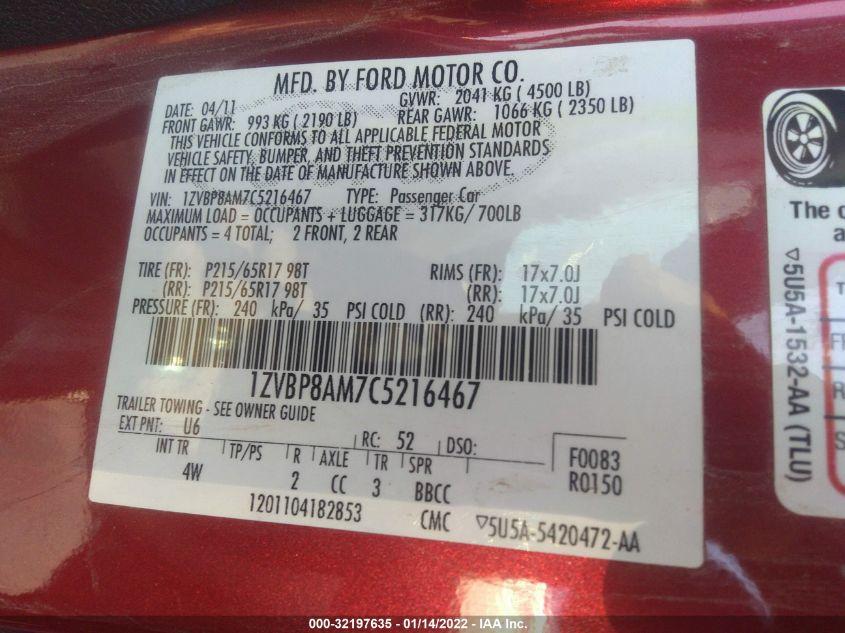 MFD. BY FORD MOTOR CO.
DATE: 04/11 GVWR: 2041 KG ( 4500 LB)
FRONT GAWR: 993 KG ( 2190 LB) REAR GAWR: 1066 KG ( 2350 LB)
THIS VEHICLE CONFORMS TO ALL APPLICABLE FEDERAL MOTOR
VEHICLE SAFETY, BUMPER, AND THEFT PREVENTION STANDARDS
IN EFFECT ON THE DATE OF MANUFACTURE SHOWN ABOVE.
VIN: 1ZVBP8AM7C5216467 TYPE: Passenger Car
MAXIMUM LOAD = OCCUPANTS + LUGGAGE = 317KG/ 700LB
OCCUPANTS = 4 TOTAL; 2 FRONT, 2 REAR
TIRE (FR): P215/65R17 98T RIMS (FR): 17x7.0J
(RR): P215/65R17 98T (RR): 17x7.0J
PRESSURE (FR): 240 kPa/ 35 PSI COLD (RR): 240 kPa/ 35 PSI COLD
1ZVBP8AM7C5216467
TRAILER TOWING - SEE OWNER GUIDE
EXT PNT: U6 RC: 52 DSO:
INT TR TP/PS R AXLE TR SPR F0083
4W 2 CC 3 BBCC R0150
1201104182853 CMC ▽5U5A-5420472-AA
The
▽5U5A-1532-AA (TLU)
000-32197635 - 01/14/2022 - IAA Inc.